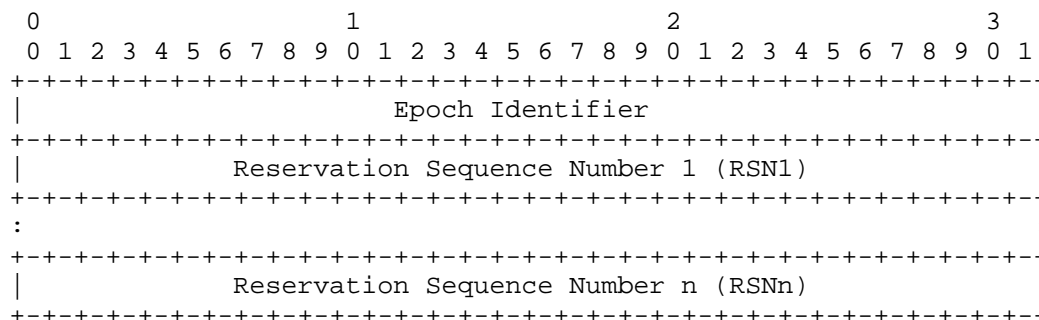 0                   1                   2                   3
 0 1 2 3 4 5 6 7 8 9 0 1 2 3 4 5 6 7 8 9 0 1 2 3 4 5 6 7 8 9 0 1
+-+-+-+-+-+-+-+-+-+-+-+-+-+-+-+-+-+-+-+-+-+-+-+-+-+-+-+-+-+-+-+-
|                       Epoch Identifier
+-+-+-+-+-+-+-+-+-+-+-+-+-+-+-+-+-+-+-+-+-+-+-+-+-+-+-+-+-+-+-+-
|             Reservation Sequence Number 1 (RSN1)
+-+-+-+-+-+-+-+-+-+-+-+-+-+-+-+-+-+-+-+-+-+-+-+-+-+-+-+-+-+-+-+-
:
+-+-+-+-+-+-+-+-+-+-+-+-+-+-+-+-+-+-+-+-+-+-+-+-+-+-+-+-+-+-+-+-
|             Reservation Sequence Number n (RSNn)
+-+-+-+-+-+-+-+-+-+-+-+-+-+-+-+-+-+-+-+-+-+-+-+-+-+-+-+-+-+-+-+-